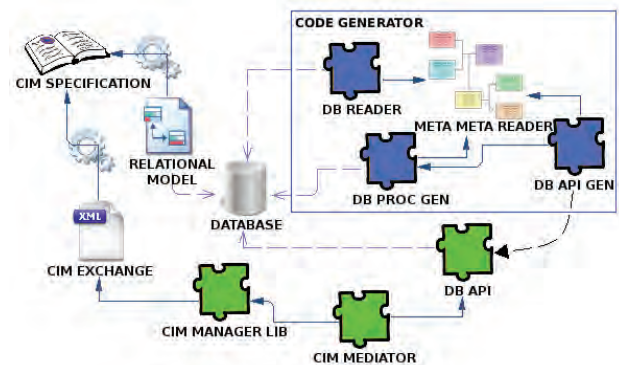 CODE GENERATOR
CIM SPECIFICATION
DB READER
META META READER
RELATIONAL
MODEL
DB PROC GEN
DB API GEN
DATABASE
XML
CIM EXCHANGE
DB API
CIM MANAGER LIB
CIM MEDIATOR